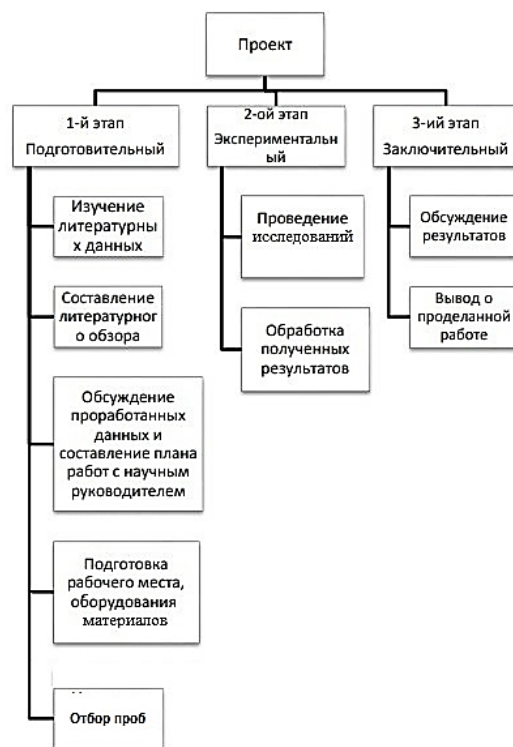 Проект
1-й этап
Подготовительный
Изучение
литературны
х данных
Составление
литературног
о обзора
Обсуждение
проработанных
данных и
составление плана
работ с научным
руководителем
Подготовка
рабочего места,
оборудования
материалов
Отбор проб
2-ой этап
Экспериментальн
ый
Проведение
исследований
Обработка
полученных
результатов
3-ий этап
Заключительный
Обсуждение
результатов
Вывод о
проделанной
работе